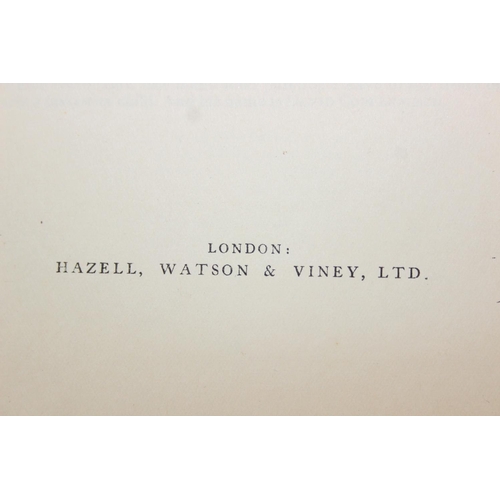 LONDON:
HAZELL, WATSON & VINEY, LTD.